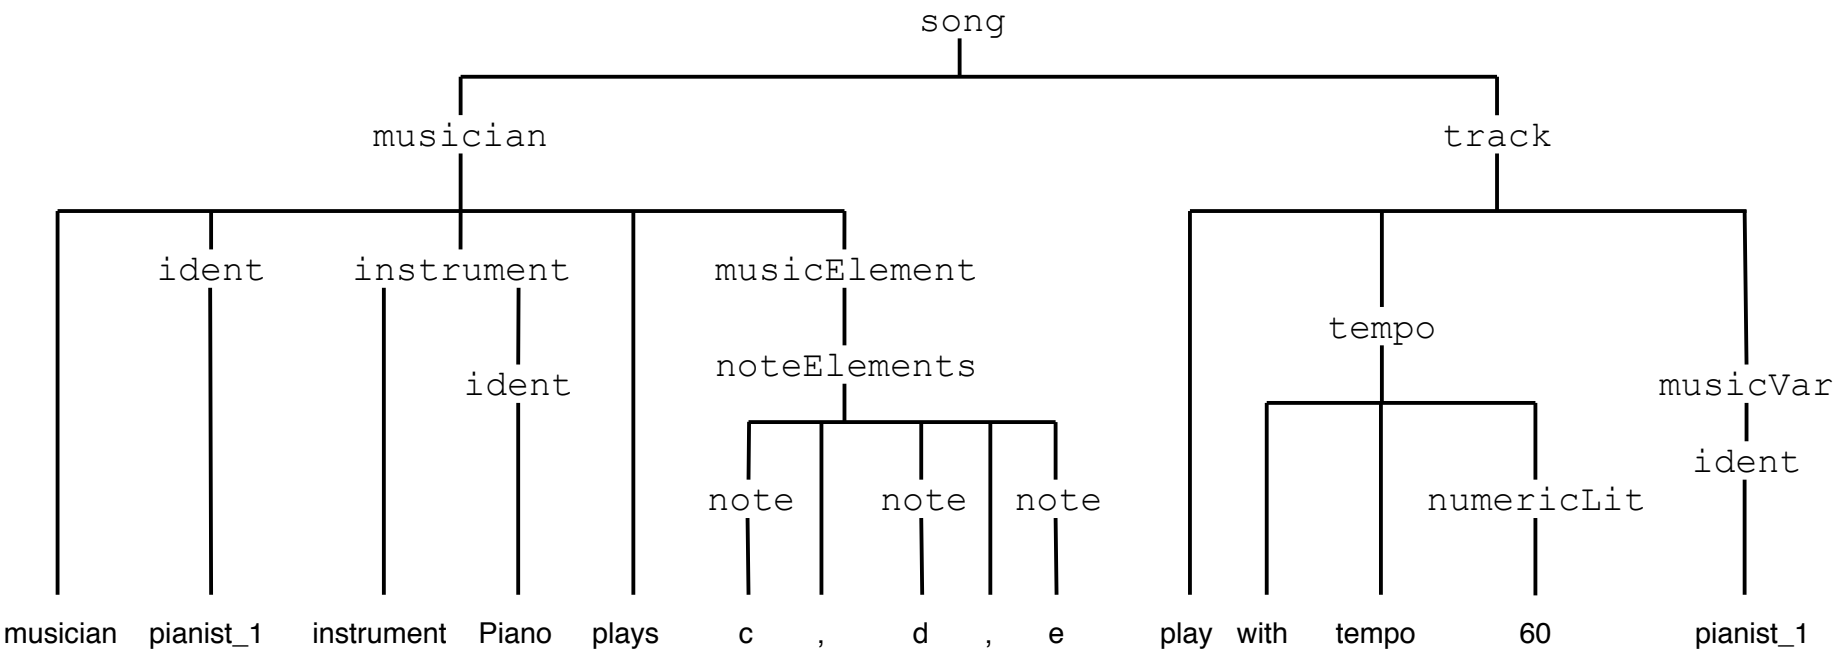 song
musician track
ident instrument musicElement
tempo
noteElements
ident musicVar
ident
note note note numericLit
musician pianist_1 instrument Piano plays c , d , e play with tempo 60 pianist_1